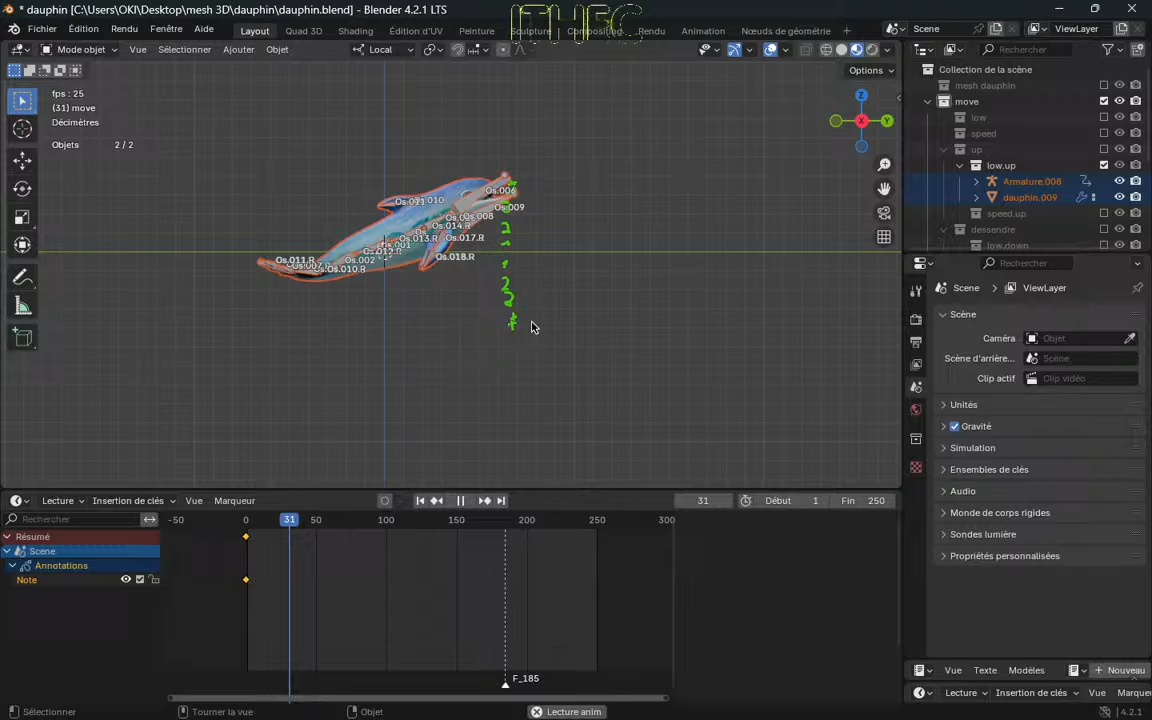 * dauphin [C:\Users\OKI\Desktop\mesh 3D\dauphin\dauphin.blend] - Blender 4.2.1 LTS
Fichier Édition Rendu Fenêtre Aide Layout Quad 3D Shading Édition d'UV Peinture Sculpture Compositing Rendu Animation Nœuds de géométrie + Scene ViewLayer
Mode objet Vue Sélectionner Ajouter Objet Local Rechercher
Options
fps : 25
(31) move
Décimètres
Objets 2 / 2
Z
X
Y
Os.006
Os.010
Os.009
Os.008
Os.014.R
Os.013.R
Os.017.R
Os.001
Os.012.R
Os.018.R
Os.002
Os.011.R
Os.010.R
Collection de la scène
mesh dauphin
move
low
speed
up
low.up
Armature.008
dauphin.009
speed.up
dessendre
low.down
Rechercher
Scene > ViewLayer
Scène
Caméra Objet
Scène d'arrière... Scène
Clip actif Clip vidéo
Unités
Gravité
Simulation
Ensembles de clés
Audio
Monde de corps rigides
Sondes lumière
Propriétés personnalisées
Vue Texte Modèles + Nouveau
Lecture Insertion de clés Vue Marque
Lecture Insertion de clés Vue Marqueur 31 Début 1 Fin 250
Rechercher
-50 0 31 50 100 150 200 250 300
Résumé
Scene
Annotations
Note
F_185
Sélectionner Tourner la vue Objet Lecture anim 4.2.1